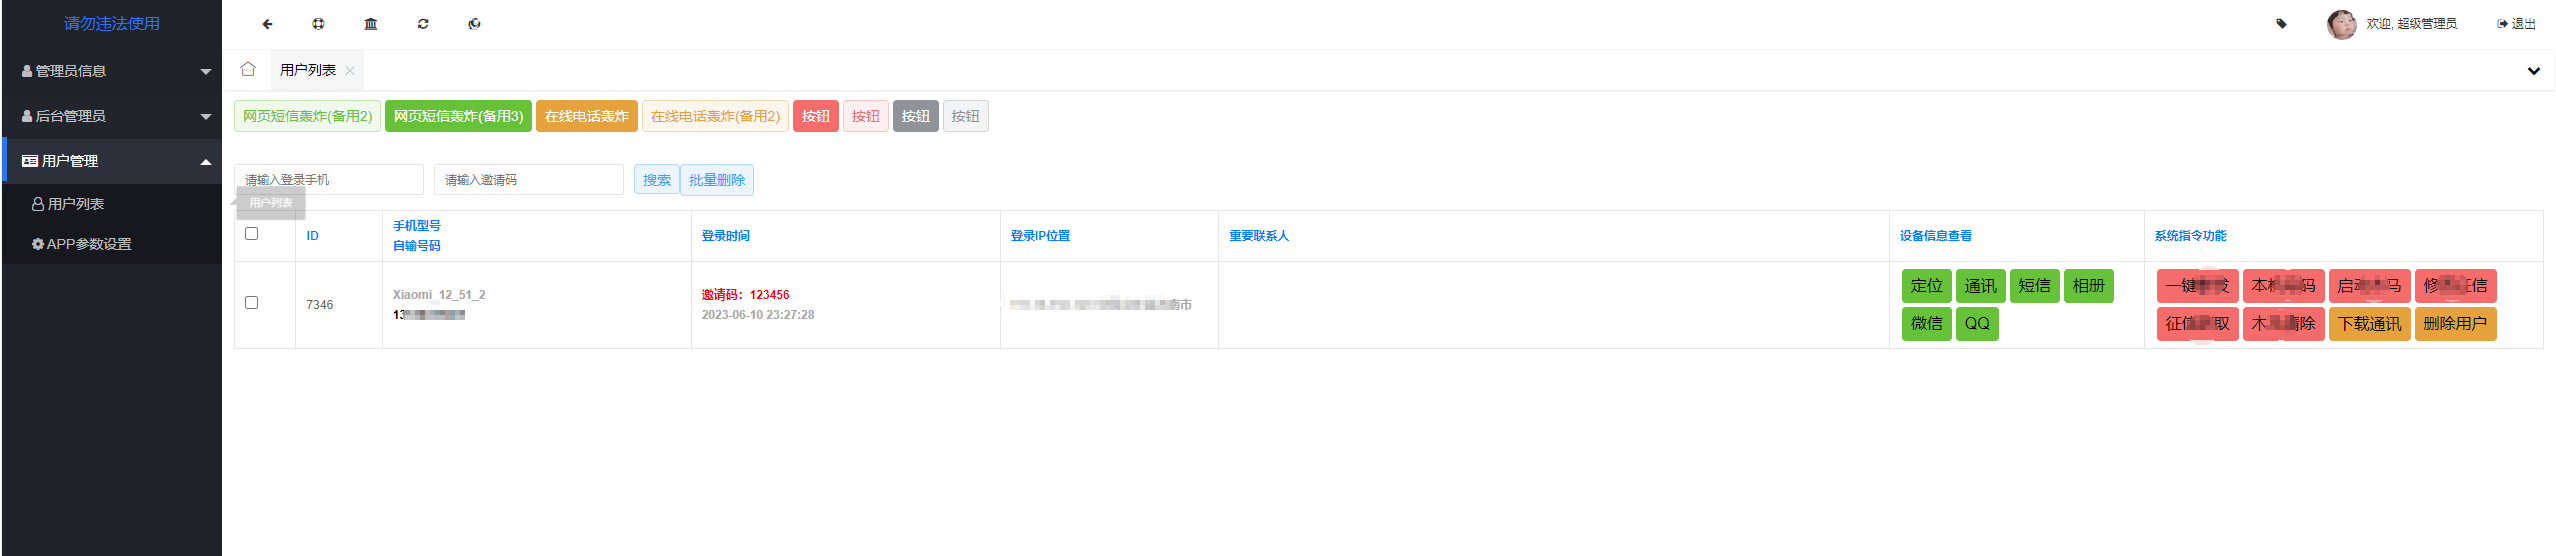 请勿违法使用
欢迎, 超级管理员
退出
管理员信息
后台管理员
用户管理
用户列表
APP参数设置
用户列表
网页短信轰炸(备用2) 网页短信轰炸(备用3) 在线电话轰炸 在线电话轰炸(备用2) 按钮 按钮 按钮 按钮
请输入登录手机 请输入邀请码 搜索 批量删除
用户列表
ID 手机型号 登录时间 登录IP位置 重要联系人 设备信息查看 系统指令功能
自输号码
7346 Xiaomi_12_51_2 邀请码：123456 市 定位 通讯 短信 相册 一键 发 本 码 启 马 修 信
13 2023-06-10 23:27:28 微信 QQ 征 取 木 清除 下载通讯 删除用户